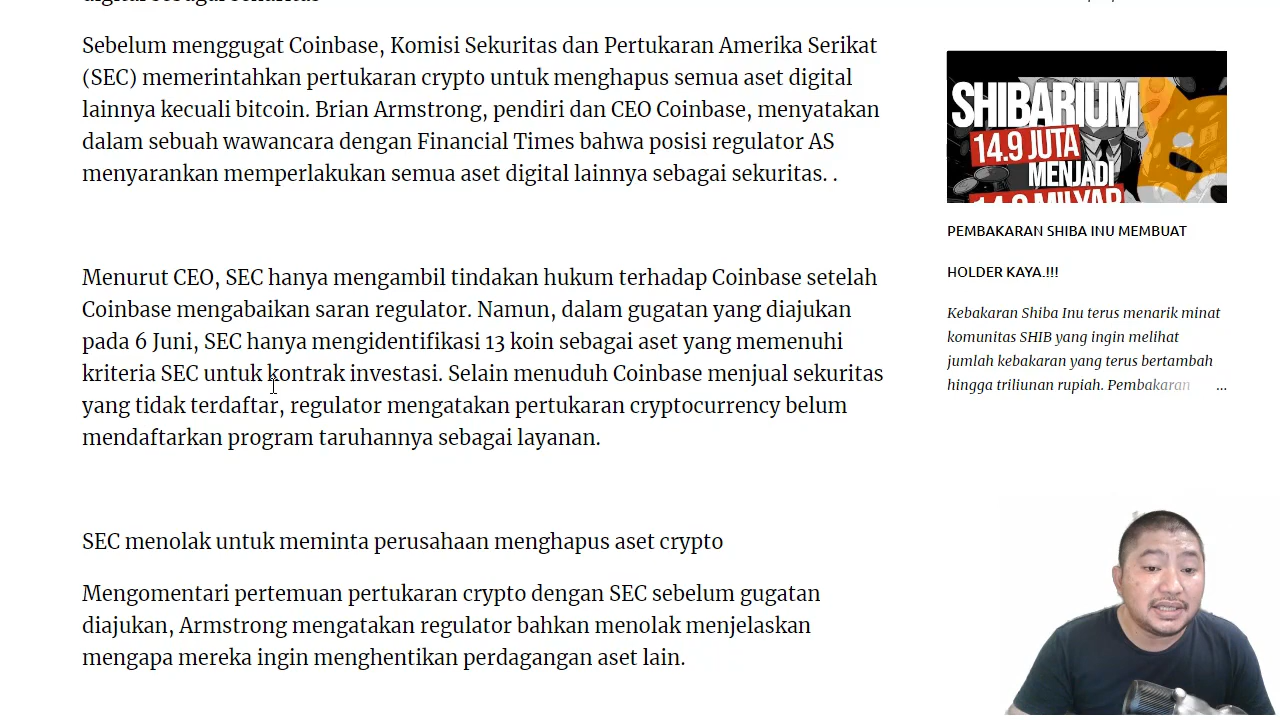 Sebelum menggugat Coinbase, Komisi Sekuritas dan Pertukaran Amerika Serikat
(SEC) memerintahkan pertukaran crypto untuk menghapus semua aset digital
lainnya kecuali bitcoin. Brian Armstrong, pendiri dan CEO Coinbase, menyatakan
dalam sebuah wawancara dengan Financial Times bahwa posisi regulator AS
menyarankan memperlakukan semua aset digital lainnya sebagai sekuritas. .
Menurut CEO, SEC hanya mengambil tindakan hukum terhadap Coinbase setelah
Coinbase mengabaikan saran regulator. Namun, dalam gugatan yang diajukan
pada 6 Juni, SEC hanya mengidentifikasi 13 koin sebagai aset yang memenuhi
kriteria SEC untuk kontrak investasi. Selain menuduh Coinbase menjual sekuritas
yang tidak terdaftar, regulator mengatakan pertukaran cryptocurrency belum
mendaftarkan program taruhannya sebagai layanan.
SEC menolak untuk meminta perusahaan menghapus aset crypto
Mengomentari pertemuan pertukaran crypto dengan SEC sebelum gugatan
diajukan, Armstrong mengatakan regulator bahkan menolak menjelaskan
mengapa mereka ingin menghentikan perdagangan aset lain.
SHIBARIUM
14.9 JUTA
MENJADI
PEMBAKARAN SHIBA INU MEMBUAT
HOLDER KAYA.!!!
Kebakaran Shiba Inu terus menarik minat
komunitas SHIB yang ingin melihat
jumlah kebakaran yang terus bertambah
hingga triliunan rupiah. Pembakaran ...